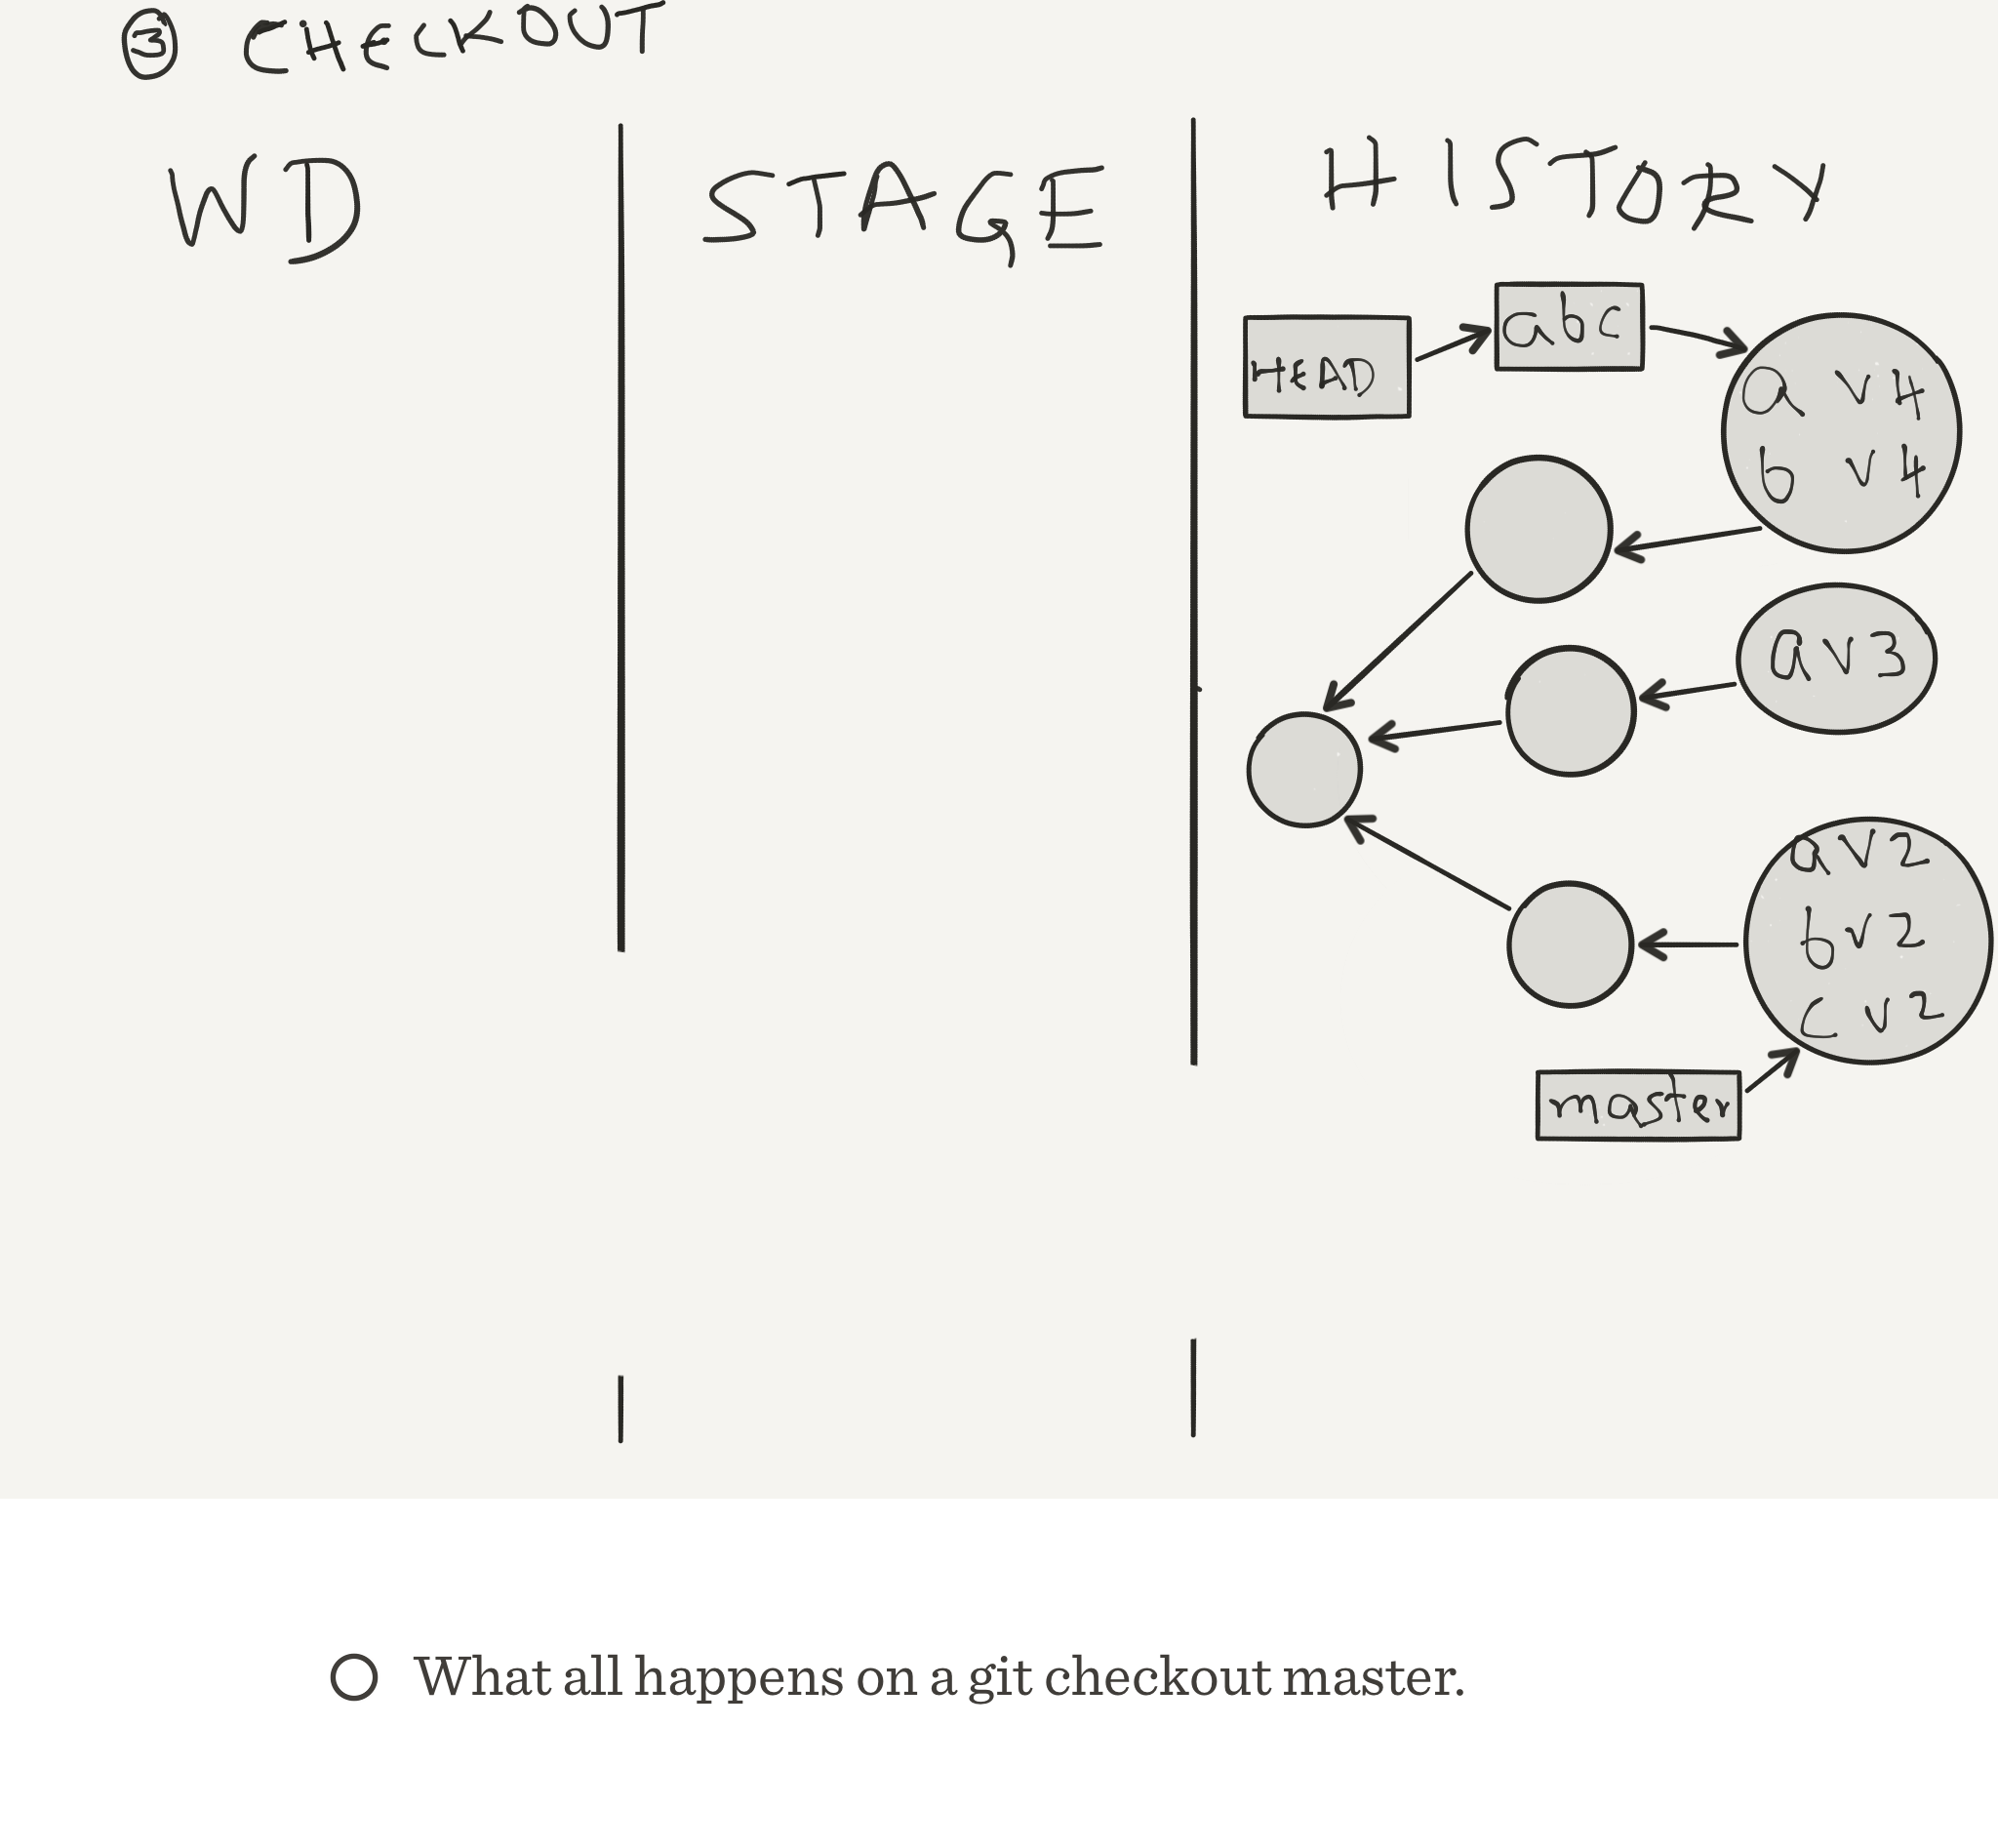 3 CHECKOUT
WD
STAGE
HISTORY
HEAD
abc
a v4
b v4
a v3
a v2
b v2
c v2
master
What all happens on a git checkout master.